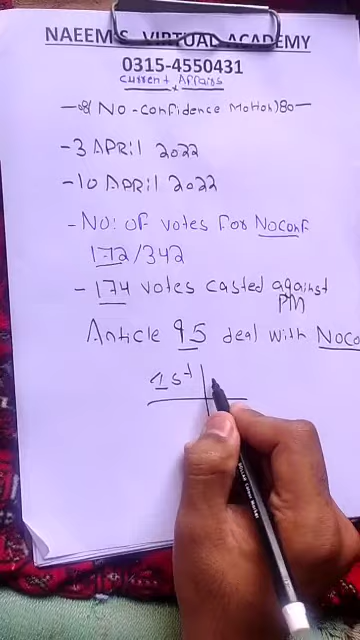 NAEEM'S VIRTUAL ACADEMY
0315-4550431
Current Affairs
No-confidence Motion
-3 April 2022
-10 April 2022
- No: of votes for Noconf
172/342
- 174 votes casted against
PM
Article 95 deal with Noco
1st